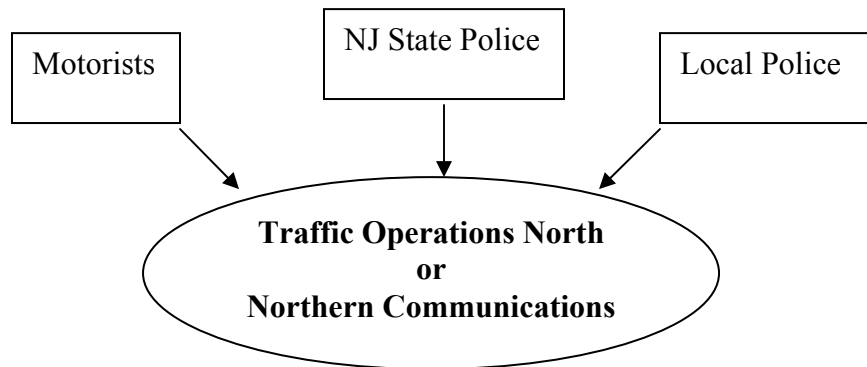 Motorists
NJ State Police
Local Police
Traffic Operations North
or
Northern Communications